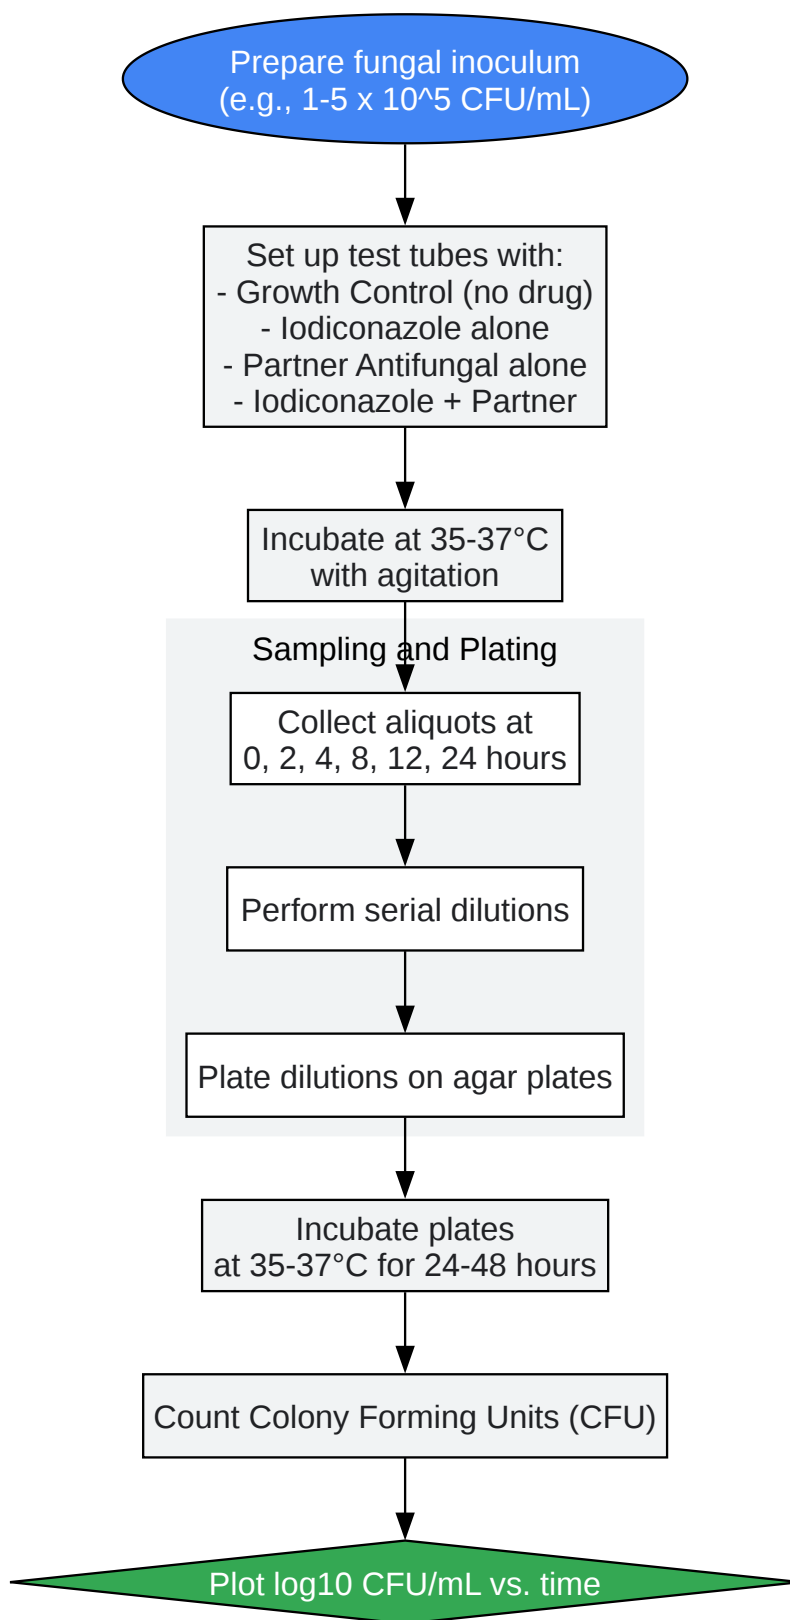 Prepare fungal inoculum
(e.g., 1-5 x 10^5 CFU/mL)
Set up test tubes with:
- Growth Control (no drug)
- Iodiconazole alone
- Partner Antifungal alone
- Iodiconazole + Partner
Incubate at 35-37°C
with agitation
Sampling and Plating
Collect aliquots at
0, 2, 4, 8, 12, 24 hours
Perform serial dilutions
Plate dilutions on agar plates
Incubate plates
at 35-37°C for 24-48 hours
Count Colony Forming Units (CFU)
Plot log10 CFU/mL vs. time